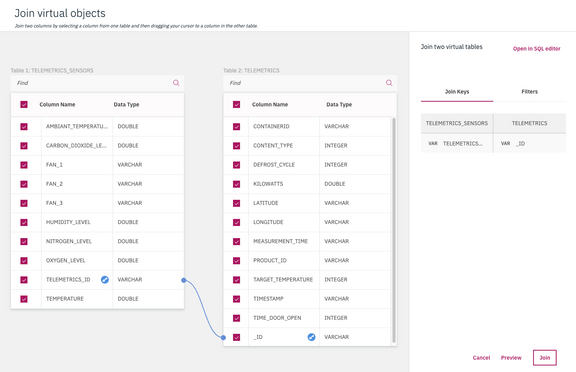 Join virtual objects
Join two columns by selecting a column from one table and then dragging your cursor to a column in the other table.
Table 1: TELEMETRICS_SENSORS
Find
Column Name Data Type
AMBIANT_TEMPERATU... DOUBLE
CARBON_DIOXIDE_LE... DOUBLE
FAN_1 VARCHAR
FAN_2 VARCHAR
FAN_3 VARCHAR
HUMIDITY_LEVEL DOUBLE
NITROGEN_LEVEL DOUBLE
OXYGEN_LEVEL DOUBLE
TELEMETRICS_ID VARCHAR
TEMPERATURE DOUBLE
Table 2: TELEMETRICS
Find
Column Name Data Type
CONTAINERID VARCHAR
CONTENT_TYPE INTEGER
DEFROST_CYCLE INTEGER
KILOWATTS DOUBLE
LATITUDE VARCHAR
LONGITUDE VARCHAR
MEASUREMENT_TIME VARCHAR
PRODUCT_ID VARCHAR
TARGET_TEMPERATURE INTEGER
TIMESTAMP VARCHAR
TIME_DOOR_OPEN INTEGER
_ID VARCHAR
Join two virtual tables
Open in SQL editor
Join Keys Filters
TELEMETRICS_SENSORS TELEMETRICS
VAR TELEMETRICS... VAR _ID
Cancel Preview Join